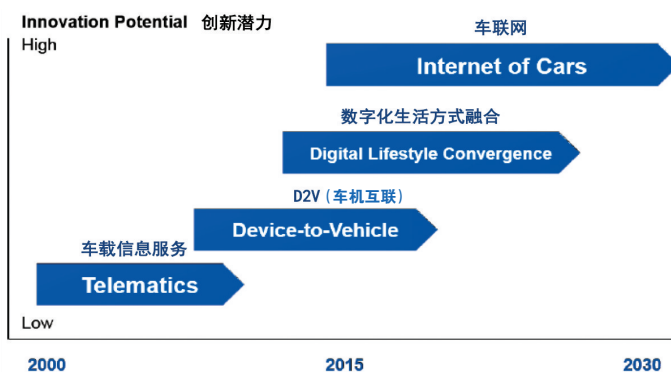 Innovation Potential 创新潜力
High
车联网
Internet of Cars
数字化生活方式融合
Digital Lifestyle Convergence
D2V（车机互联）
Device-to-Vehicle
车载信息服务
Telematics
Low
2000 2015 2030